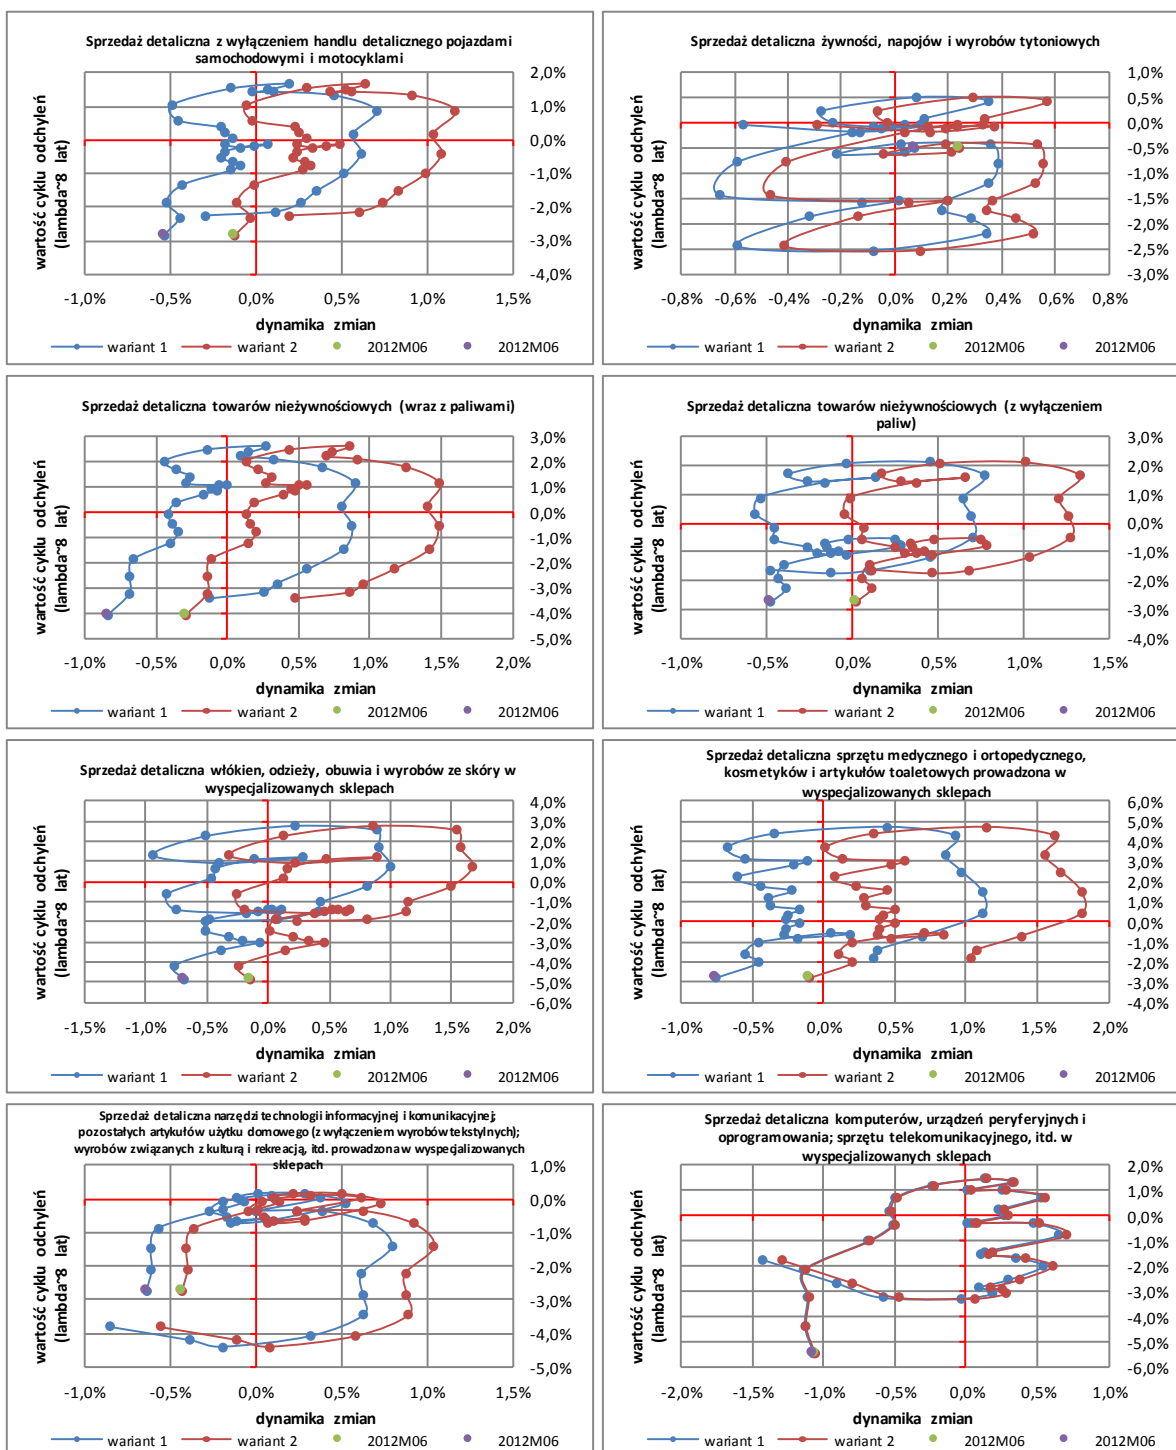 Sprzedaż detaliczna z wyłączeniem handlu detalicznego pojazdami
samochodowymi i motocyklami
wartość cyklu odchyleń
(lambda~8 lat)
2,0%
1,0%
0,0%
-1,0%
-2,0%
-3,0%
-4,0%
-1,0% -0,5% 0,0% 0,5% 1,0% 1,5%
dynamika zmian
wariant 1 wariant 2 2012M06 2012M06
Sprzedaż detaliczna żywności, napojów i wyrobów tytoniowych
wartość cyklu odchyleń
(lambda~8 lat)
1,0%
0,5%
0,0%
-0,5%
-1,0%
-1,5%
-2,0%
-2,5%
-3,0%
-0,8% -0,6% -0,4% -0,2% 0,0% 0,2% 0,4% 0,6% 0,8%
dynamika zmian
wariant 1 wariant 2 2012M06 2012M06
Sprzedaż detaliczna towarów nieżywnościowych (wraz z paliwami)
wartość cyklu odchyleń
(lambda~8 lat)
3,0%
2,0%
1,0%
0,0%
-1,0%
-2,0%
-3,0%
-4,0%
-5,0%
-1,0% -0,5% 0,0% 0,5% 1,0% 1,5% 2,0%
dynamika zmian
wariant 1 wariant 2 2012M06 2012M06
Sprzedaż detaliczna towarów nieżywnościowych (z wyłączeniem
paliw)
wartość cyklu odchyleń
(lambda~8 lat)
3,0%
2,0%
1,0%
0,0%
-1,0%
-2,0%
-3,0%
-4,0%
-1,0% -0,5% 0,0% 0,5% 1,0% 1,5%
dynamika zmian
wariant 1 wariant 2 2012M06 2012M06
Sprzedaż detaliczna włókien, odzieży, obuwia i wyrobów ze skóry w
wyspecjalizowanych sklepach
wartość cyklu odchyleń
(lambda~8 lat)
4,0%
3,0%
2,0%
1,0%
0,0%
-1,0%
-2,0%
-3,0%
-4,0%
-5,0%
-6,0%
-1,5% -1,0% -0,5% 0,0% 0,5% 1,0% 1,5% 2,0%
dynamika zmian
wariant 1 wariant 2 2012M06 2012M06
Sprzedaż detaliczna sprzętu medycznego i ortopedycznego,
kosmetyków i artykułów toaletowych prowadzona w
wyspecjalizowanych sklepach
wartość cyklu odchyleń
(lambda~8 lat)
6,0%
5,0%
4,0%
3,0%
2,0%
1,0%
0,0%
-1,0%
-2,0%
-3,0%
-4,0%
-1,0% -0,5% 0,0% 0,5% 1,0% 1,5% 2,0%
dynamika zmian
wariant 1 wariant 2 2012M06 2012M06
Sprzedaż detaliczna narzędzi technologii informacyjnej i komunikacyjnej;
pozostałych artykułów użytku domowego (z wyłączeniem wyrobów tekstylnych);
wyrobów związanych z kulturą i rekreacją, itd. prowadzona w wyspecjalizowanych
sklepach
wartość cyklu odchyleń
(lambda~8 lat)
1,0%
0,0%
-1,0%
-2,0%
-3,0%
-4,0%
-5,0%
-1,0% -0,5% 0,0% 0,5% 1,0% 1,5%
dynamika zmian
wariant 1 wariant 2 2012M06 2012M06
Sprzedaż detaliczna komputerów, urządzeń peryferyjnych i
oprogramowania; sprzętu telekomunikacyjnego, itd. w
wyspecjalizowanych sklepach
wartość cyklu odchyleń
(lambda~8 lat)
2,0%
1,0%
0,0%
-1,0%
-2,0%
-3,0%
-4,0%
-5,0%
-6,0%
-2,0% -1,5% -1,0% -0,5% 0,0% 0,5% 1,0%
dynamika zmian
wariant 1 wariant 2 2012M06 2012M06